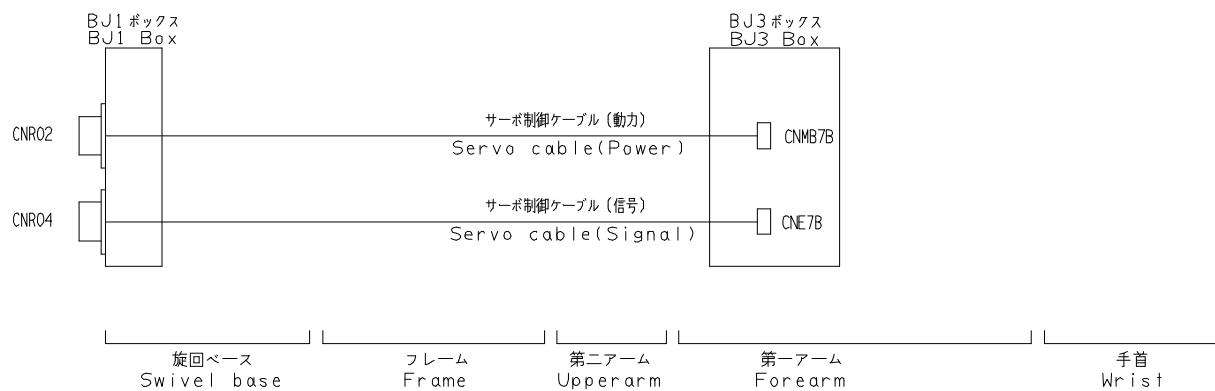 BJ1ボックス
BJ1 Box
BJ3ボックス
BJ3 Box
CNR02
サーボ制御ケーブル(動力)
Servo cable(Power)
CNMB7B
CNR04
サーボ制御ケーブル(信号)
Servo cable(Signal)
CNE7B
旋回ベース
Swivel base
フレーム
Frame
第二アーム
Upperarm
第一アーム
Forearm
手首
Wrist